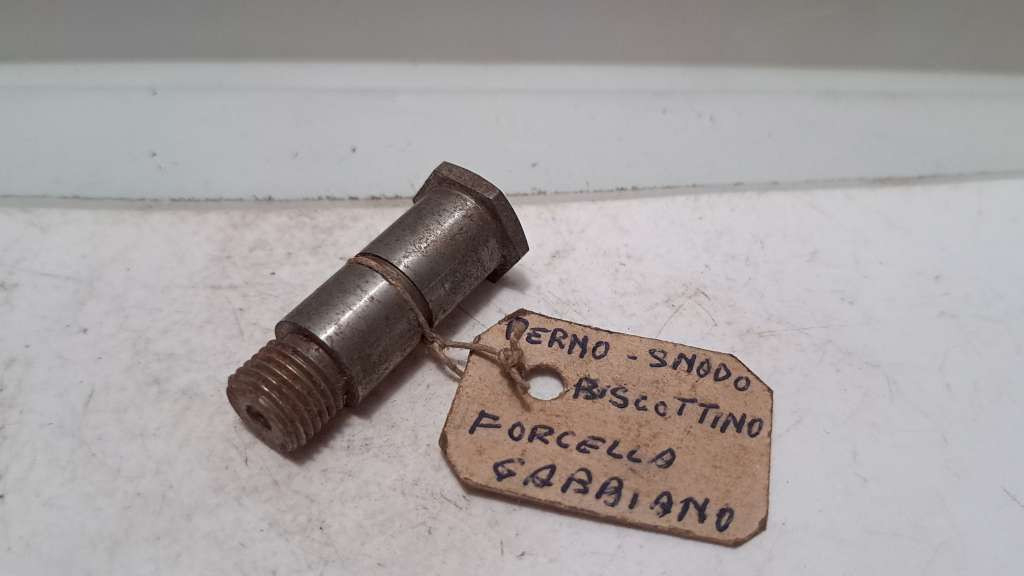 PERNO - SNODO
BISCOTTINO
FORCELLA
GABBIANO